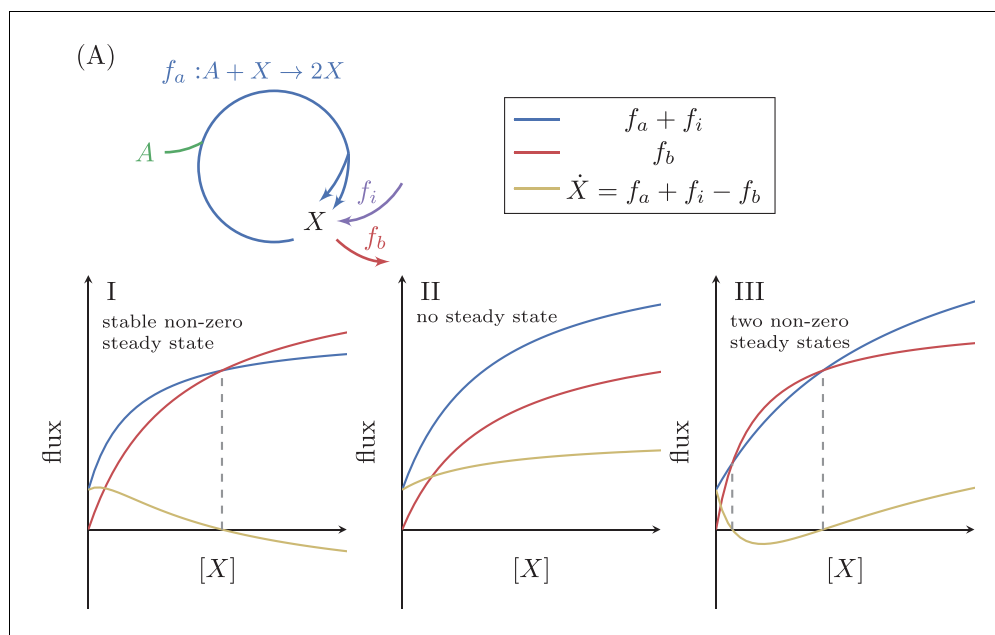 (A)
f_a : A + X → 2X
A
f_i
X
f_b
f_a + f_i
f_b
Ẋ = f_a + f_i − f_b
I
stable non-zero
steady state
flux
[X]
II
no steady state
flux
[X]
III
two non-zero
steady states
flux
[X]